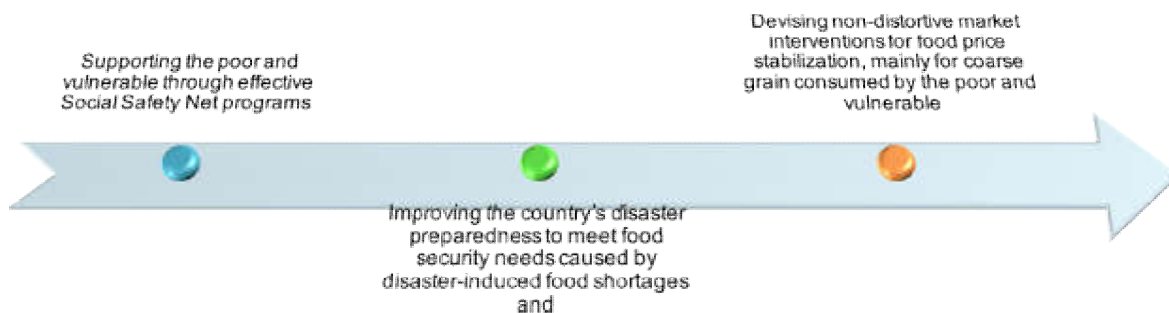 Supporting the poor and
vulnerable through effective
Social Safety Net programs
Improving the country's disaster
preparedness to meet food
security needs caused by
disaster-induced food shortages
and
Devising non-distortive market
interventions for food price
stabilization, mainly for coarse
grain consumed by the poor and
vulnerable